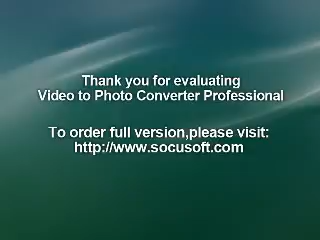 Thank you for evaluating
Video to Photo Converter Professional
To order full version,please visit:
http://www.socusoft.com